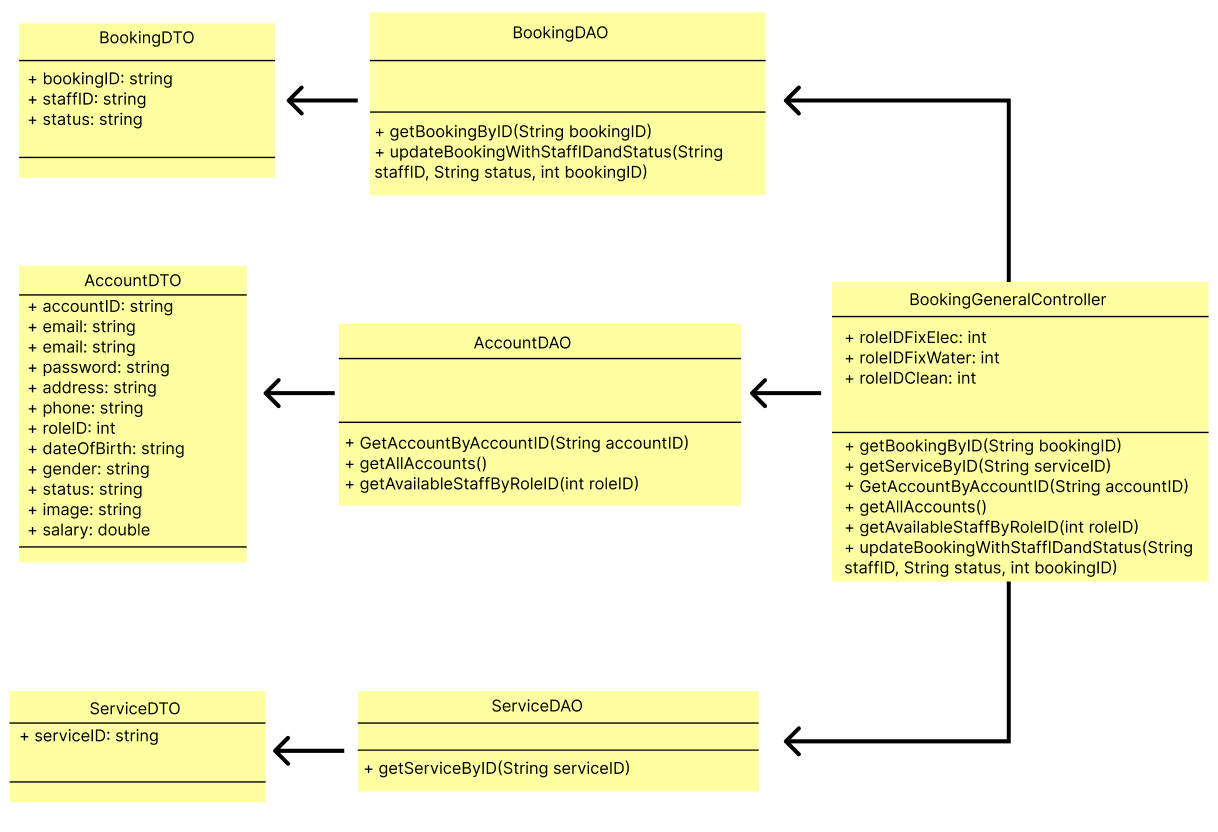 BookingDTO
+ bookingID: string
+ staffID: string
+ status: string
BookingDAO
+ getBookingByID(String bookingID)
+ updateBookingWithStaffIDandStatus(String
staffID, String status, int bookingID)
AccountDTO
+ accountID: string
+ email: string
+ email: string
+ password: string
+ address: string
+ phone: string
+ roleID: int
+ dateOfBirth: string
+ gender: string
+ status: string
+ image: string
+ salary: double
AccountDAO
+ GetAccountByAccountID(String accountID)
+ getAllAccounts()
+ getAvailableStaffByRoleID(int roleID)
BookingGeneralController
+ roleIDFixElec: int
+ roleIDFixWater: int
+ roleIDClean: int
+ getBookingByID(String bookingID)
+ getServiceByID(String serviceID)
+ GetAccountByAccountID(String accountID)
+ getAllAccounts()
+ getAvailableStaffByRoleID(int roleID)
+ updateBookingWithStaffIDandStatus(String
staffID, String status, int bookingID)
ServiceDTO
+ serviceID: string
ServiceDAO
+ getServiceByID(String serviceID)